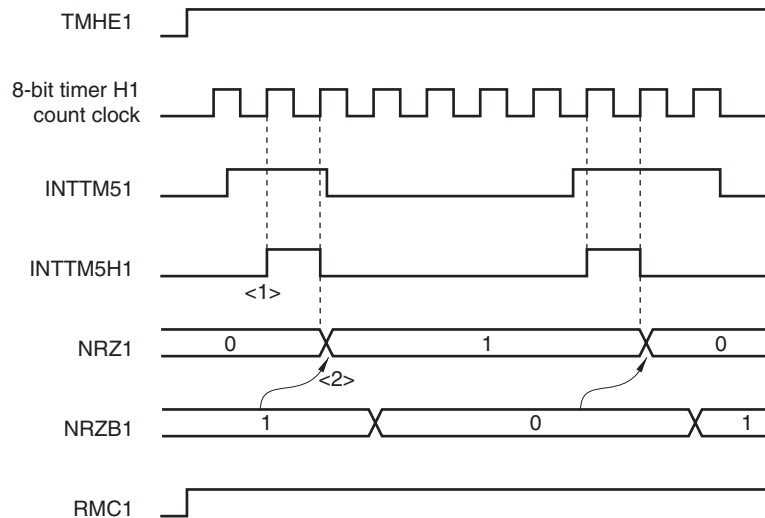 TMHE1
8-bit timer H1
count clock
INTTM51
INTTM5H1
<1>
NRZ1
0
1
0
<2>
NRZB1
1
0
1
RMC1